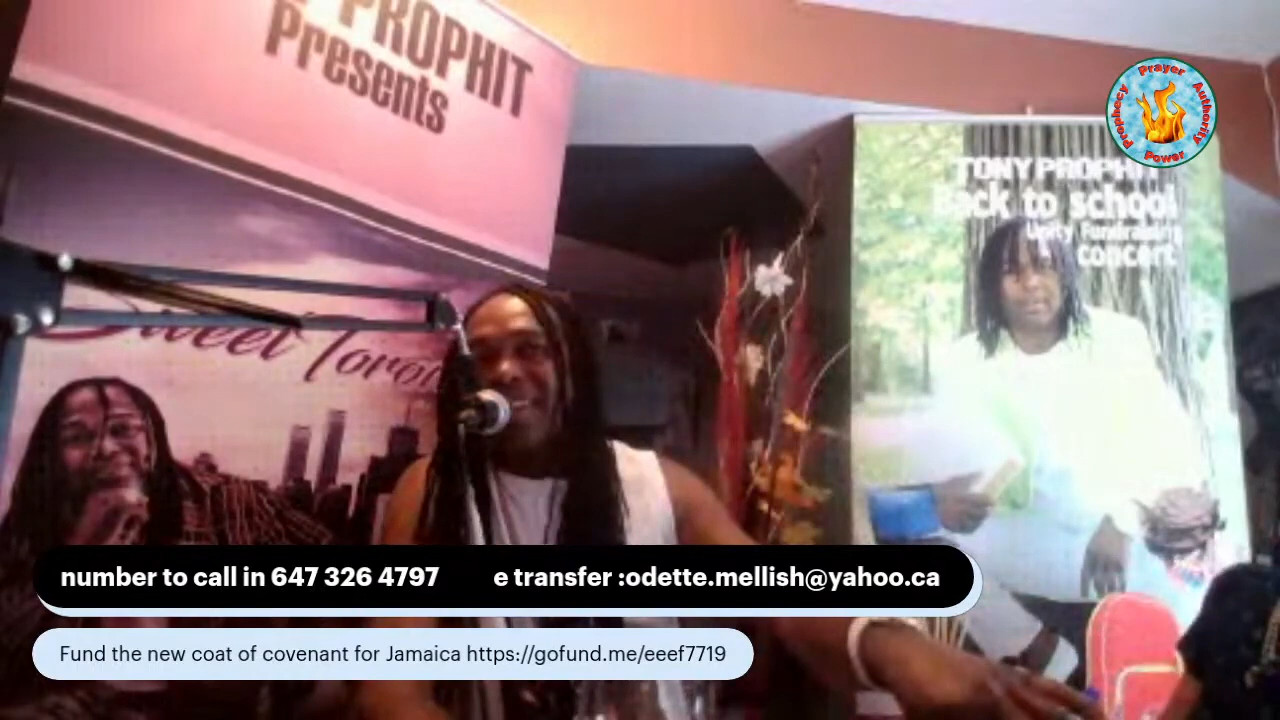 PROPHIT
Presents
Prayer
Authority
Power
Prophecy
TONY PROPHIT
Back to school
Unity Fundraising
concert
Sweet Toron
number to call in 647 326 4797 e transfer :odette.mellish@yahoo.ca
Fund the new coat of covenant for Jamaica https://gofund.me/eeef7719